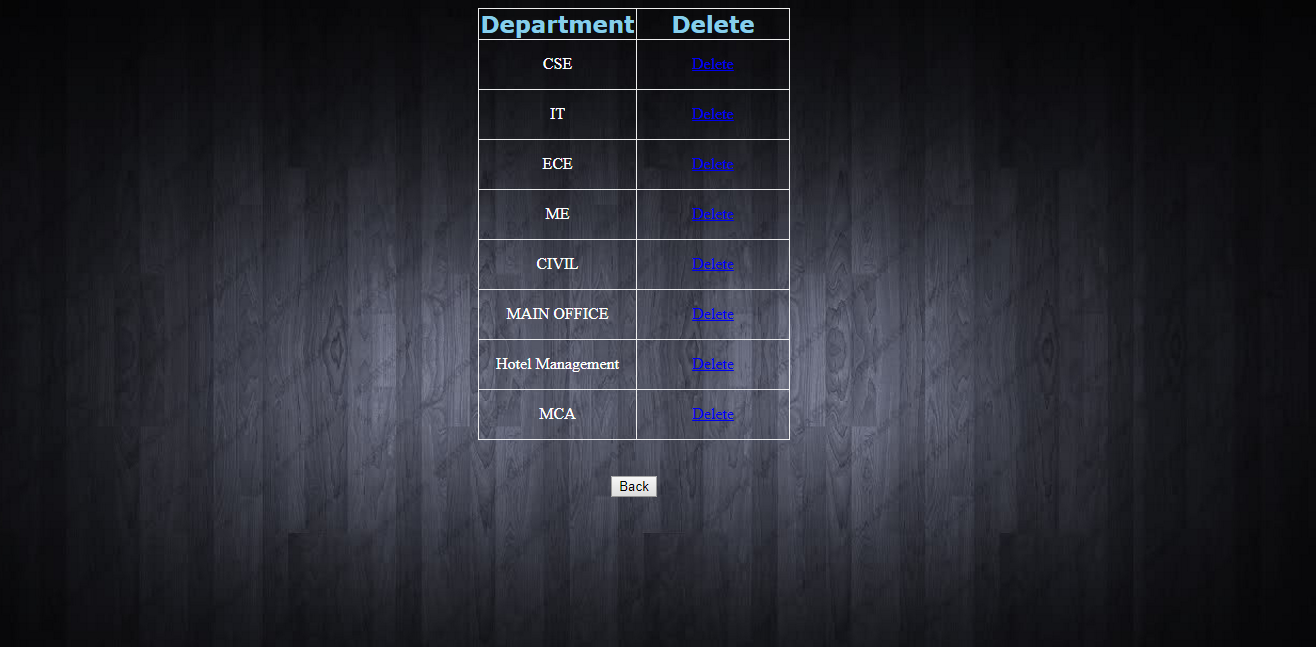 Department Delete
CSE Delete
IT Delete
ECE Delete
ME Delete
CIVIL Delete
MAIN OFFICE Delete
Hotel Management Delete
MCA Delete
Back